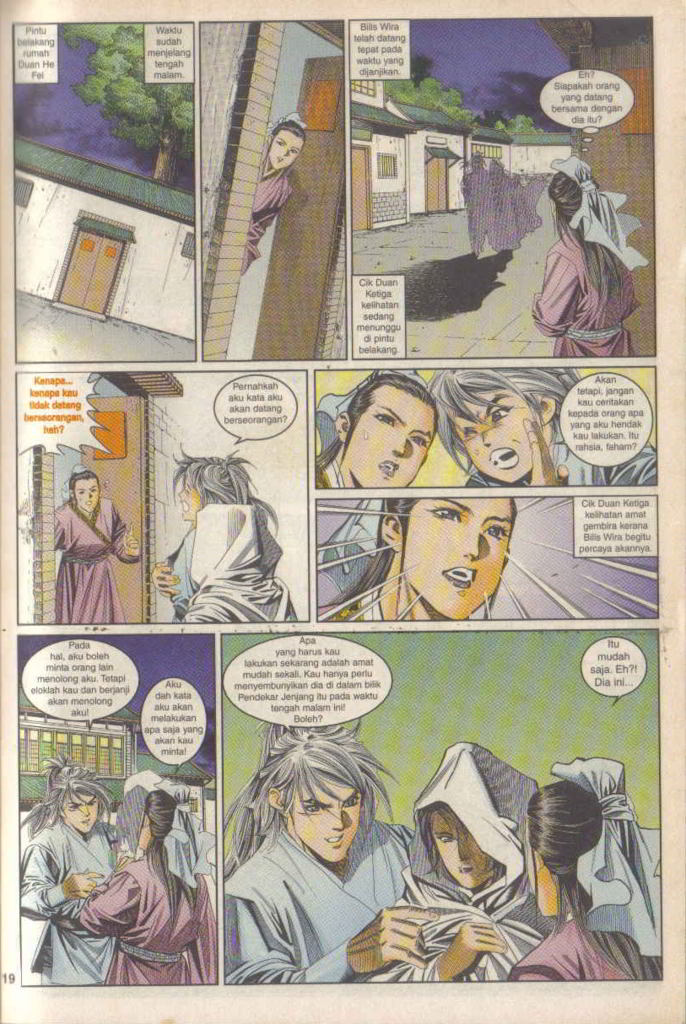 Pintu
belakang
rumah
Duan He
Fei
Waktu
sudah
menjelang
tengah
malam.
Bilis Wira
telah datang
tepat pada
waktu yang
dijanjikan.
Eh?
Siapakah orang
yang datang
bersama dengan
dia itu?
Cik Duan
Ketiga
kelihatan
sedang
menunggu
di pintu
belakang.
Kenapa...
kenapa kau
tidak datang
berseorangan,
hah?
Pernahkah
aku kata aku
akan datang
berseorangan?
Akan
tetapi, jangan
kau ceritakan
kepada orang apa
yang aku hendak
kau lakukan. Itu
rahsia, faham?
Cik Duan Ketiga
kelihatan amat
gembira kerana
Bilis Wira begitu
percaya akannya.
Pada
hal, aku boleh
minta orang lain
menolong aku. Tetapi
eloklah kau dan berjanji
akan menolong
aku!
Aku
dah kata
aku akan
melakukan
apa saja yang
akan kau
minta!
Apa
yang harus kau
lakukan sekarang adalah amat
mudah sekali. Kau hanya perlu
menyembunyikan dia di dalam bilik
Pendekar Jenjang itu pada waktu
tengah malam ini!
Boleh?
Itu
mudah
saja. Eh?!
Dia ini...
19